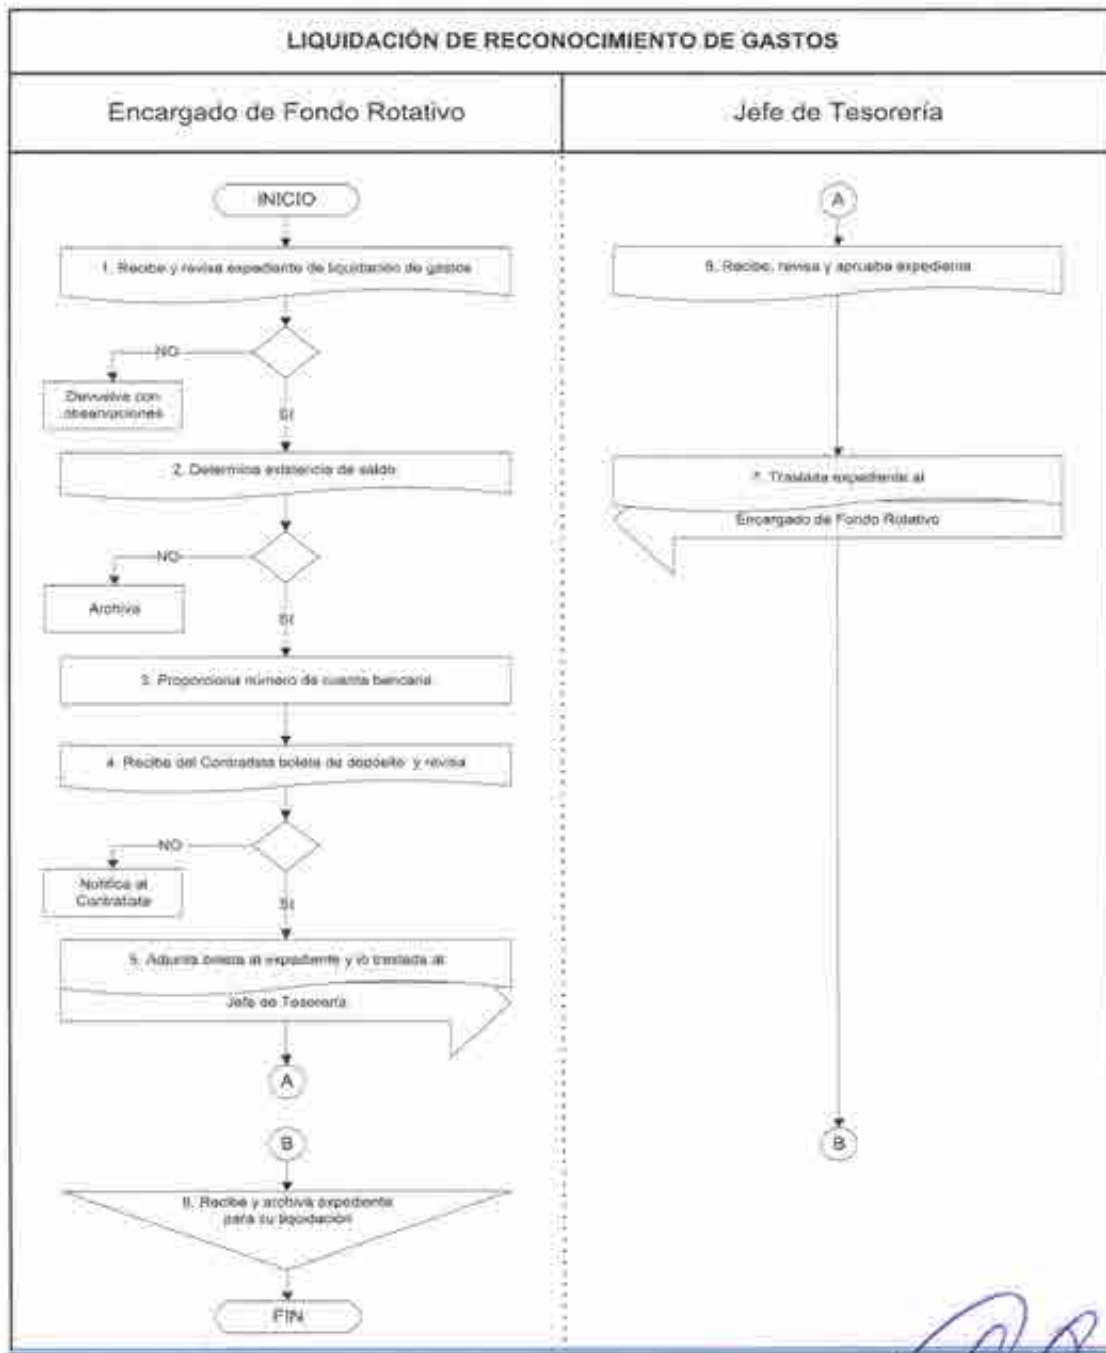 LIQUIDACIÓN DE RECONOCIMIENTO DE GASTOS
Encargado de Fondo Rotativo
Jefe de Tesorería
INICIO
1. Recibe y revisa expediente de liquidación de gastos
NO
Devuelve con
observaciones
SI
2. Determina existencia de saldo
NO
Archiva
SI
3. Proporciona número de cuenta bancaria
4. Recibe del Contratista boleta de depósito y revisa
NO
Notifica al
Contratista
SI
5. Adjunta boleta al expediente y lo traslada al
Jefe de Tesorería
A
B
8. Recibe y archiva expediente
para su liquidación
FIN
A
Recibe, revisa y aprueba expediente
Traslada expediente al
Encargado de Fondo Rotativo
B